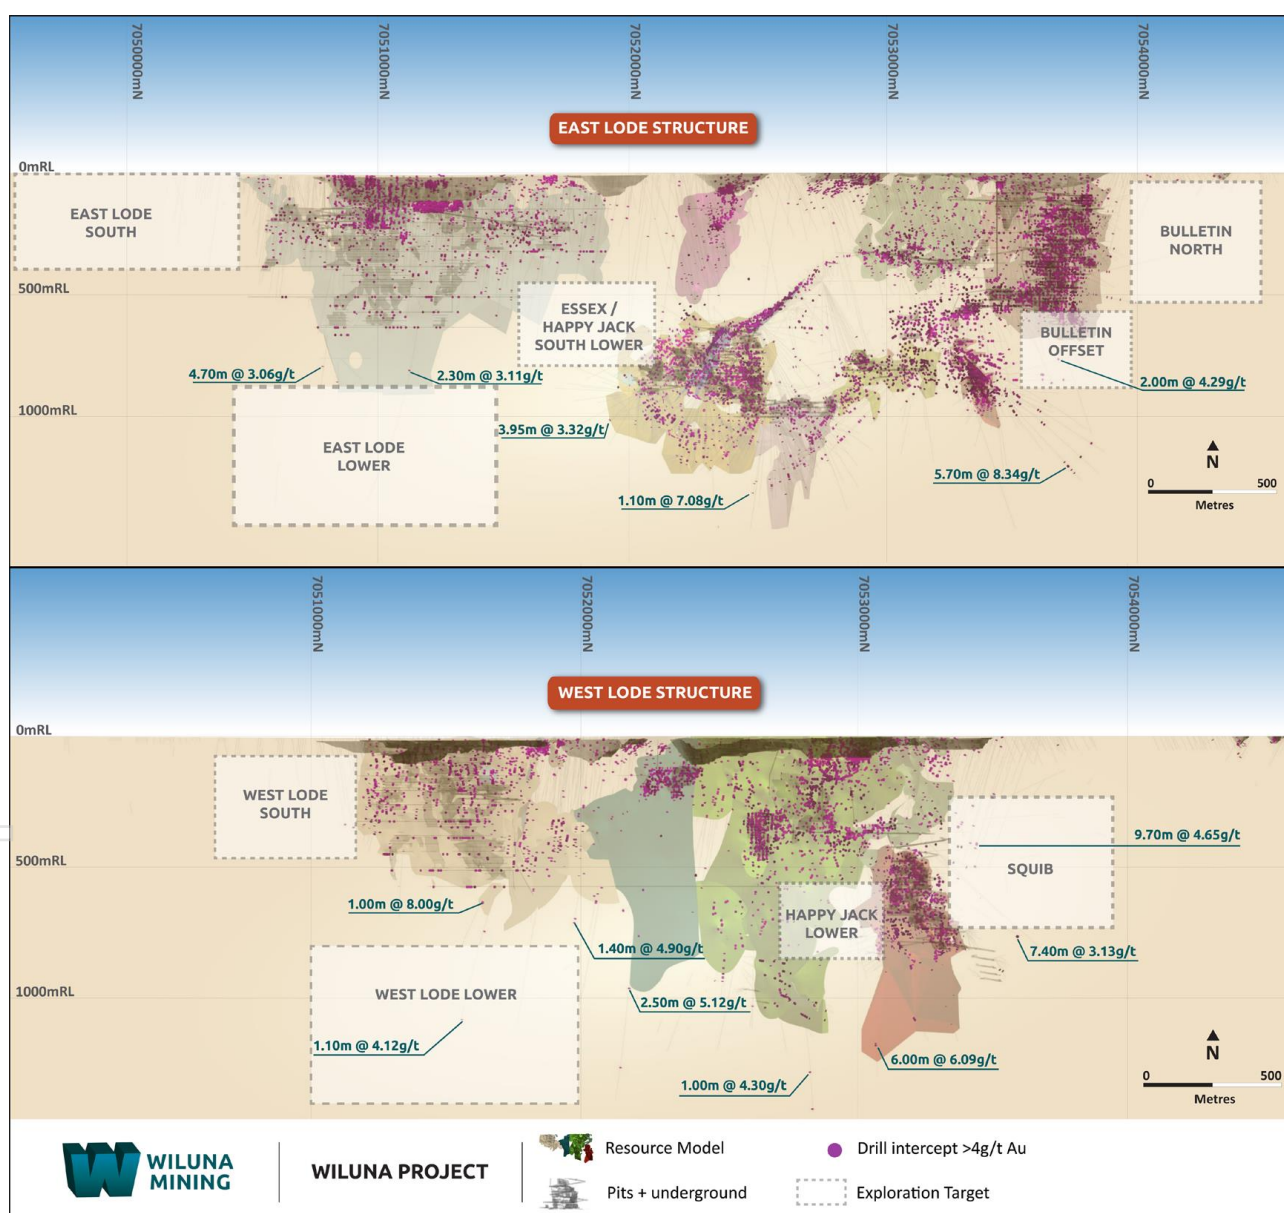 7050000mN
7051000mN
7052000mN
7053000mN
7054000mN
EAST LODE STRUCTURE
0mRL
EAST LODE
SOUTH
BULLETIN
NORTH
500mRL
ESSEX /
HAPPY JACK
SOUTH LOWER
BULLETIN
OFFSET
4.70m @ 3.06g/t
2.30m @ 3.11g/t
2.00m @ 4.29g/t
1000mRL
3.95m @ 3.32g/t
EAST LODE
LOWER
5.70m @ 8.34g/t
1.10m @ 7.08g/t
N
0 500
Metres
7051000mN
7052000mN
7053000mN
7054000mN
WEST LODE STRUCTURE
0mRL
WEST LODE
SOUTH
9.70m @ 4.65g/t
500mRL
SQUIB
1.00m @ 8.00g/t
HAPPY JACK
LOWER
1.40m @ 4.90g/t
7.40m @ 3.13g/t
1000mRL
WEST LODE LOWER
2.50m @ 5.12g/t
1.10m @ 4.12g/t
6.00m @ 6.09g/t
1.00m @ 4.30g/t
N
0 500
Metres
WILUNA
MINING
WILUNA PROJECT
Resource Model
Drill intercept >4g/t Au
Pits + underground
Exploration Target